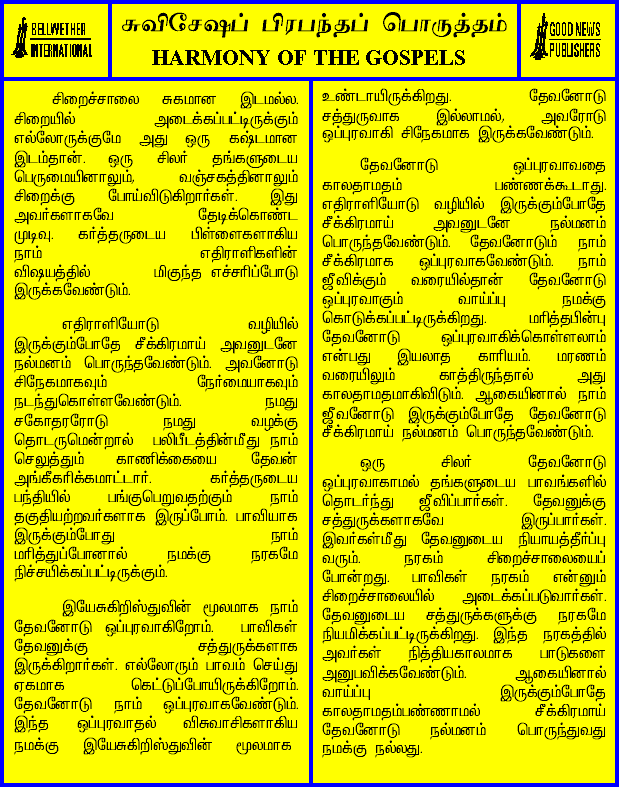 BELLWETHER
INTERNATIONAL
சுவிசேஷப் பிரபந்தப் பொருத்தம்
HARMONY OF THE GOSPELS
GOOD NEWS
PUBLISHERS
சிறைச்சாலை சுகமான இடமல்ல.
சிறையில் அடைக்கப்பட்டிருக்கும்
எல்லோருக்குமே அது ஒரு கஷ்டமான
இடம்தான். ஒரு சிலர் தங்களுடைய
பெருமையினாலும், வஞ்சகத்தினாலும்
சிறைக்கு போய்விடுகிறார்கள். இது
அவர்களாகவே தேடிக்கொண்ட
முடிவு. கர்த்தருடைய பிள்ளைகளாகிய
நாம் எதிராளிகளின்
விஷயத்தில் மிகுந்த எச்சரிப்போடு
இருக்கவேண்டும்.
எதிராளியோடு வழியில்
இருக்கும்போதே சீக்கிரமாய் அவனுடனே
நல்மனம் பொருந்தவேண்டும். அவனோடு
சிநேகமாகவும் நேர்மையாகவும்
நடந்துகொள்ளவேண்டும். நமது
சகோதரரோடு நமது வழக்கு
தொடருமென்றால் பலிபீடத்தின்மீது நாம்
செலுத்தும் காணிக்கையை தேவன்
அங்கீகரிக்கமாட்டார். கர்த்தருடைய
பந்தியில் பங்குபெறுவதற்கும் நாம்
தகுதியற்றவர்களாக இருப்போம். பாவியாக
இருக்கும்போது நாம்
மரித்துப்போனால் நமக்கு நரகமே
நிச்சயிக்கப்பட்டிருக்கும்.
இயேசுகிறிஸ்துவின் மூலமாக நாம்
தேவனோடு ஒப்புரவாகிறோம். பாவிகள்
தேவனுக்கு சத்துருக்களாக
இருக்கிறார்கள். எல்லோரும் பாவம் செய்து
ஏகமாக கெட்டுப்போயிருக்கிறோம்.
தேவனோடு நாம் ஒப்புரவாகவேண்டும்.
இந்த ஒப்புரவாதல் விசுவாசிகளாகிய
நமக்கு இயேசுகிறிஸ்துவின் மூலமாக
உண்டாயிருக்கிறது. தேவனோடு
சத்துருவாக இல்லாமல், அவரோடு
ஒப்புரவாகி சிநேகமாக இருக்கவேண்டும்.
தேவனோடு ஒப்புரவாவதை
காலதாமதம் பண்ணக்கூடாது.
எதிராளியோடு வழியில் இருக்கும்போதே
சீக்கிரமாய் அவனுடனே நல்மனம்
பொருந்தவேண்டும். தேவனோடும் நாம்
சீக்கிரமாக ஒப்புரவாகவேண்டும். நாம்
ஜீவிக்கும் வரையில்தான் தேவனோடு
ஒப்புரவாகும் வாய்ப்பு நமக்கு
கொடுக்கப்பட்டிருக்கிறது. மரித்தபின்பு
தேவனோடு ஒப்புரவாகிக்கொள்ளலாம்
என்பது இயலாத காரியம். மரணம்
வரையிலும் காத்திருந்தால் அது
காலதாமதமாகிவிடும். ஆகையினால் நாம்
ஜீவனோடு இருக்கும்போதே தேவனோடு
சீக்கிரமாய் நல்மனம் பொருந்தவேண்டும்.
ஒரு சிலர் தேவனோடு
ஒப்புரவாகாமல் தங்களுடைய பாவங்களில்
தொடர்ந்து ஜீவிப்பார்கள். தேவனுக்கு
சத்துருக்களாகவே இருப்பார்கள்.
இவர்கள்மீது தேவனுடைய நியாயத்தீர்ப்பு
வரும். நரகம் சிறைச்சாலையைப்
போன்றது. பாவிகள் நரகம் என்னும்
சிறைச்சாலையில் அடைக்கப்படுவார்கள்.
தேவனுடைய சத்துருக்களுக்கு நரகமே
நியமிக்கப்பட்டிருக்கிறது. இந்த நரகத்தில்
அவர்கள் நித்தியகாலமாக பாடுகளை
அனுபவிக்கவேண்டும். ஆகையினால்
வாய்ப்பு இருக்கும்போதே
காலதாமதம்பண்ணாமல் சீக்கிரமாய்
தேவனோடு நல்மனம் பொருந்துவது
நமக்கு நல்லது.